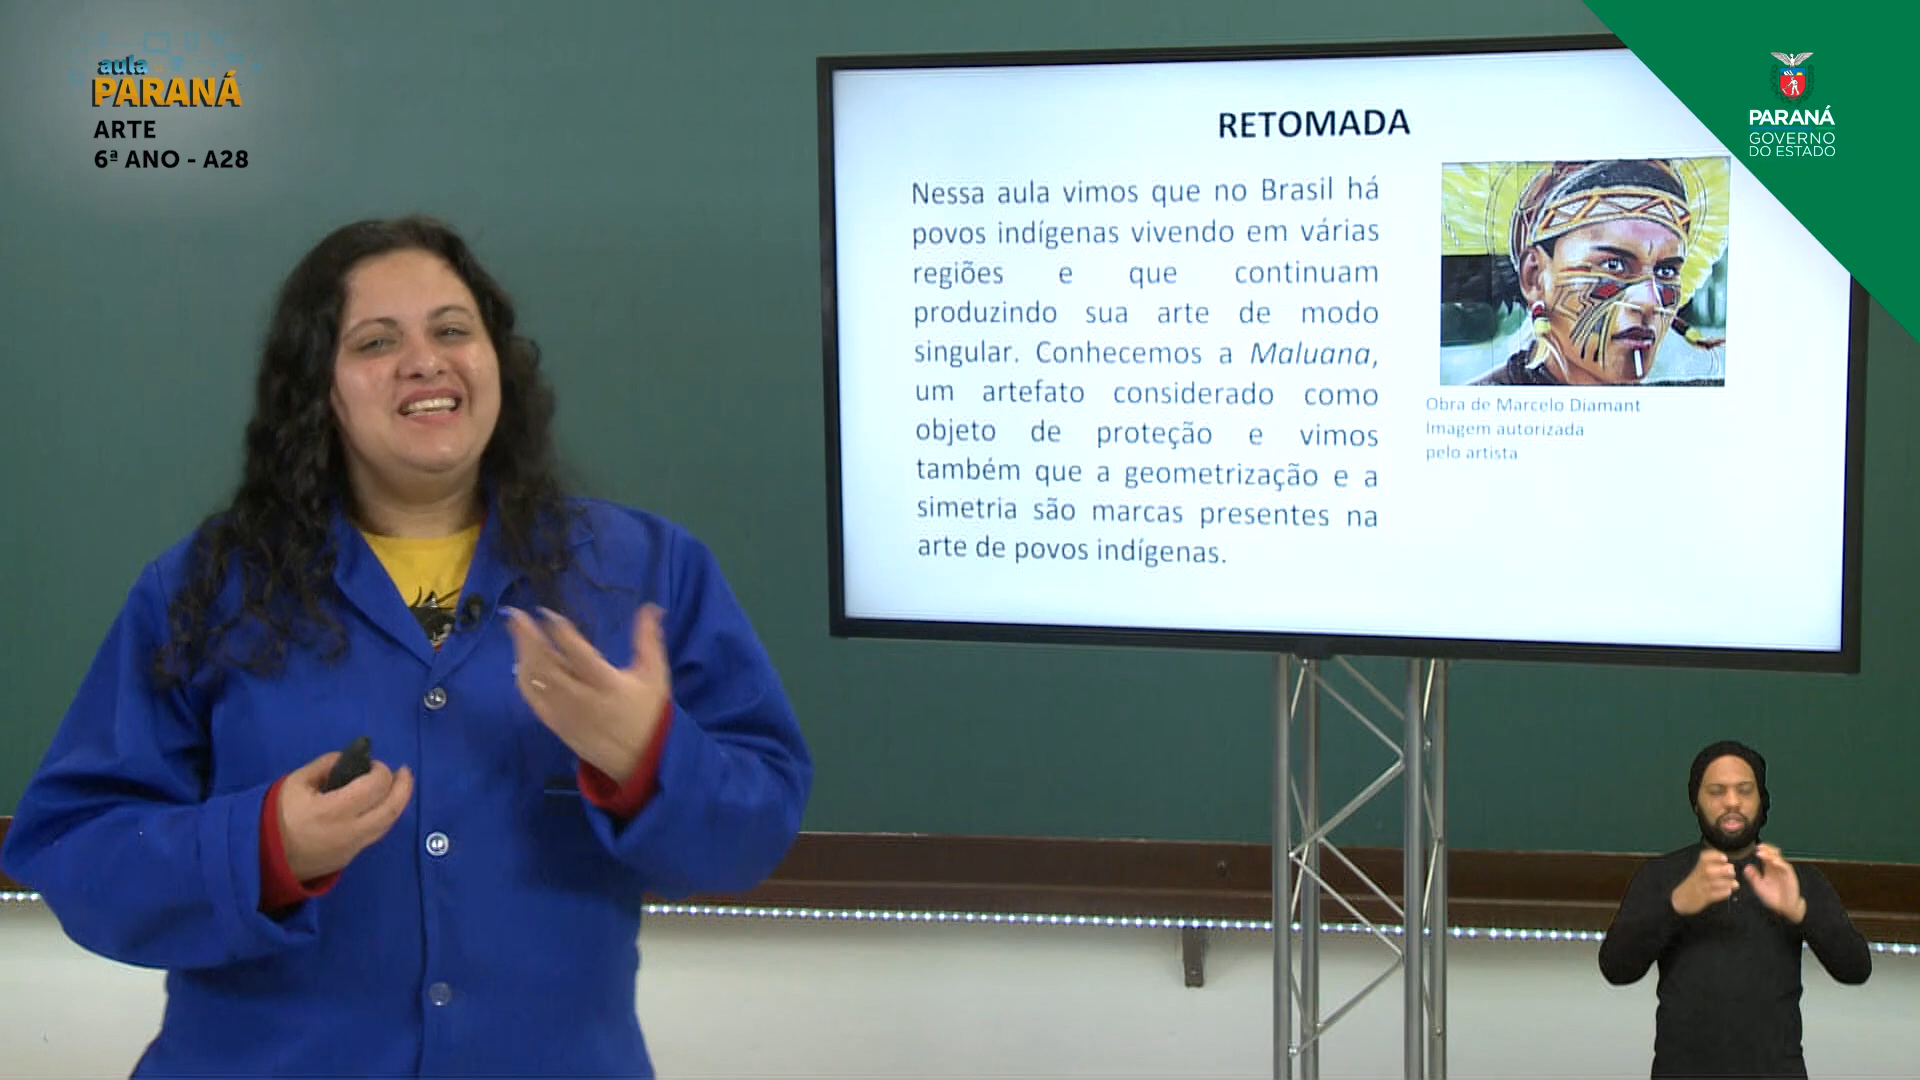 aula
PARANÁ
ARTE
6ª ANO - A28
RETOMADA
Nessa aula vimos que no Brasil há
povos indígenas vivendo em várias
regiões e que continuam
produzindo sua arte de modo
singular. Conhecemos a Maluana,
um artefato considerado como
objeto de proteção e vimos
também que a geometrização e a
simetria são marcas presentes na
arte de povos indígenas.
Obra de Marcelo Diamant
Imagem autorizada
pelo artista
PARANÁ
GOVERNO
DO ESTADO